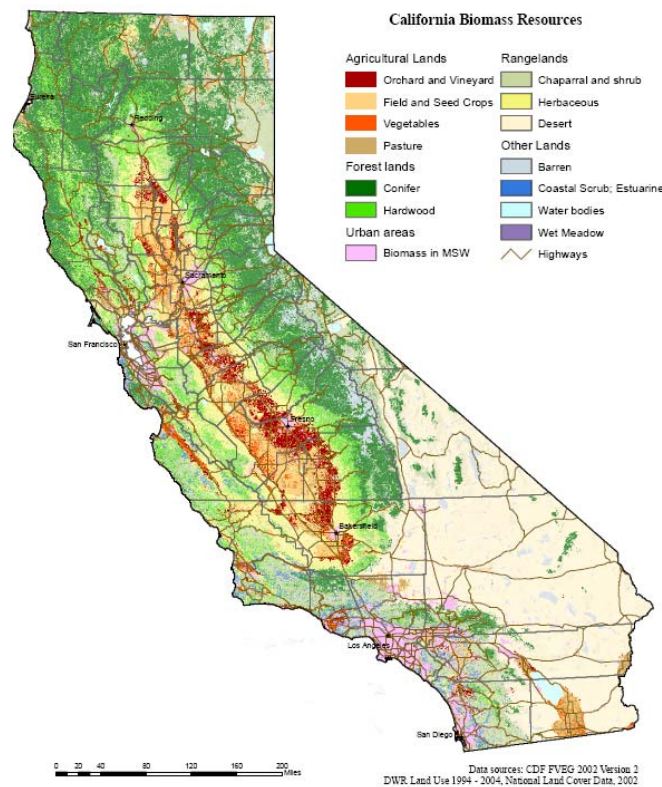 California Biomass Resources
Agricultural Lands
Orchard and Vineyard
Field and Seed Crops
Vegetables
Pasture
Forest lands
Conifer
Hardwood
Urban areas
Biomass in MSW
Rangelands
Chaparral and shrub
Herbaceous
Desert
Other Lands
Barren
Coastal Scrub; Estuarine
Water bodies
Wet Meadow
Highways
Eureka
Redding
Sacramento
San Francisco
Fresno
Bakersfield
Los Angeles
San Diego
0 20 40 80 120 160 200
Miles
Data sources: CDF FVEG 2002 Version 2
DWR Land Use 1994 - 2004, National Land Cover Data, 2002